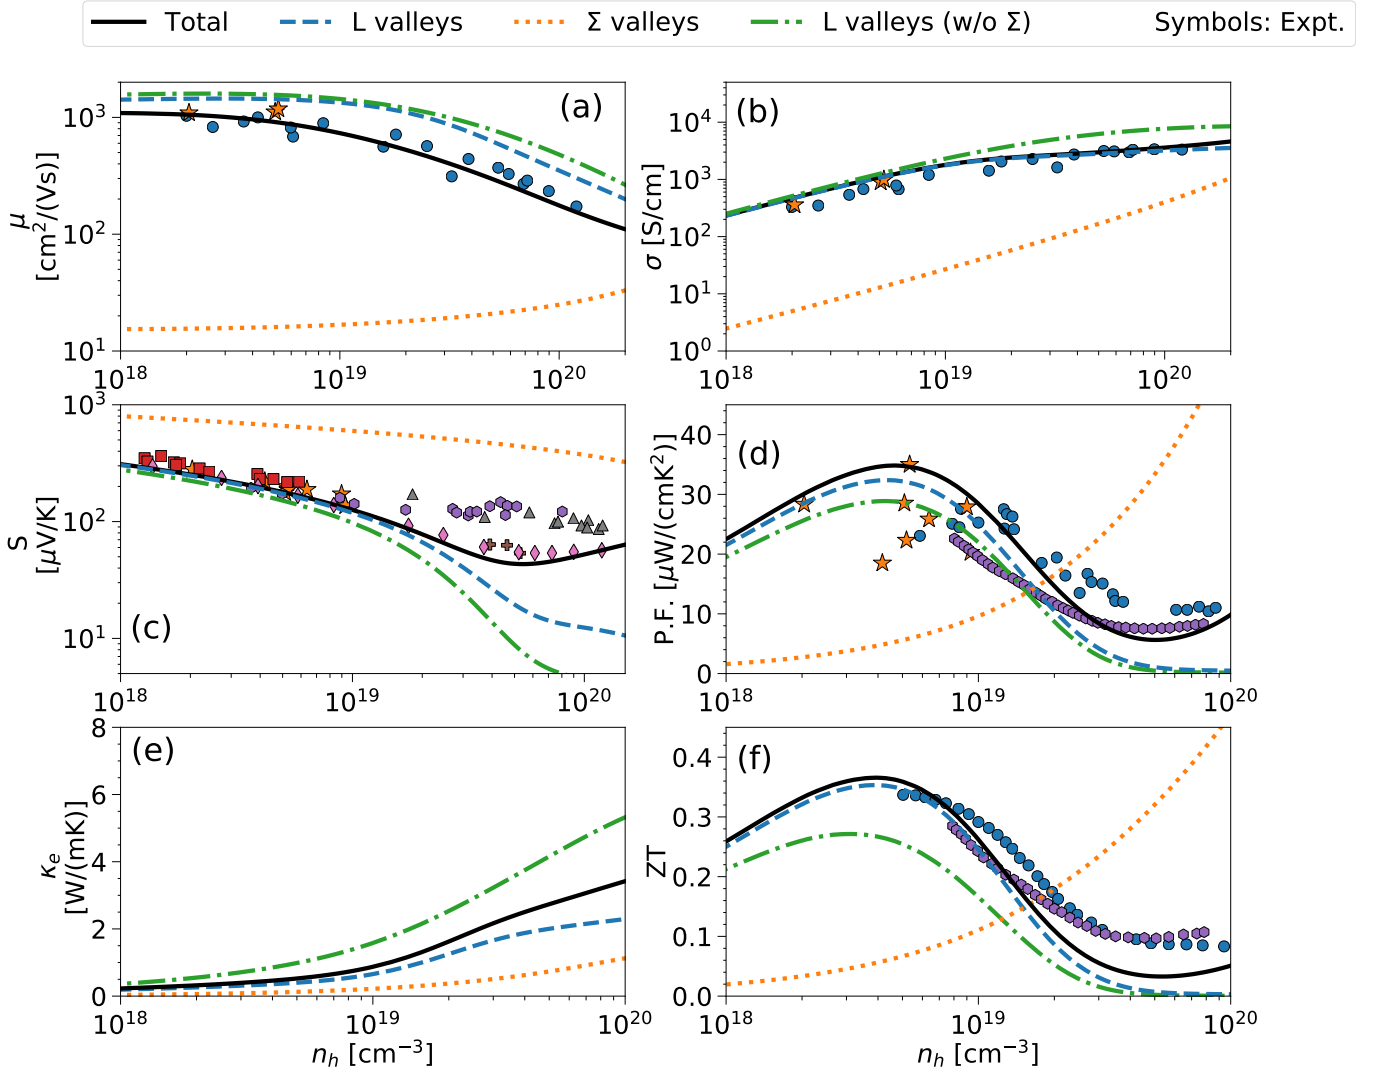 Total L valleys Σ valleys L valleys (w/o Σ) Symbols: Expt.
(a)
μ
[cm²/(Vs)]
10³
10²
10¹
10¹⁸ 10¹⁹ 10²⁰
(b)
σ [S/cm]
10⁴
10³
10²
10¹
10⁰
10¹⁸ 10¹⁹ 10²⁰
(c)
S
[μV/K]
10³
10²
10¹
10¹⁸ 10¹⁹ 10²⁰
(d)
P.F. [μW/(cmK²)]
40
30
20
10
0
10¹⁸ 10¹⁹ 10²⁰
(e)
κₑ
[W/(mK)]
8
6
4
2
0
10¹⁸ 10¹⁹ 10²⁰
nₕ [cm⁻³]
(f)
ZT
0.4
0.3
0.2
0.1
0.0
10¹⁸ 10¹⁹ 10²⁰
nₕ [cm⁻³]